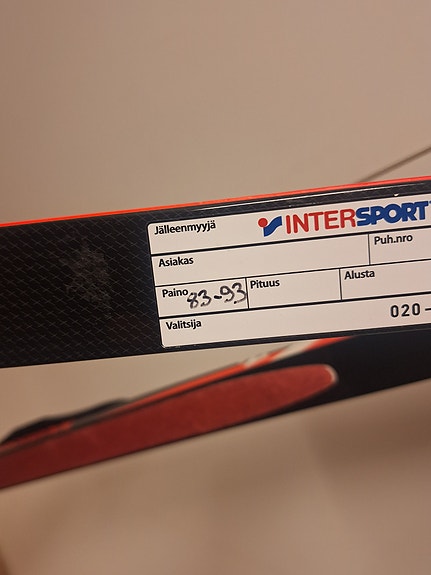 Jälleenmyyjä INTERSPORT
Asiakas Puh.nro
Paino 83-93 Pituus Alusta
Valitsija 020-